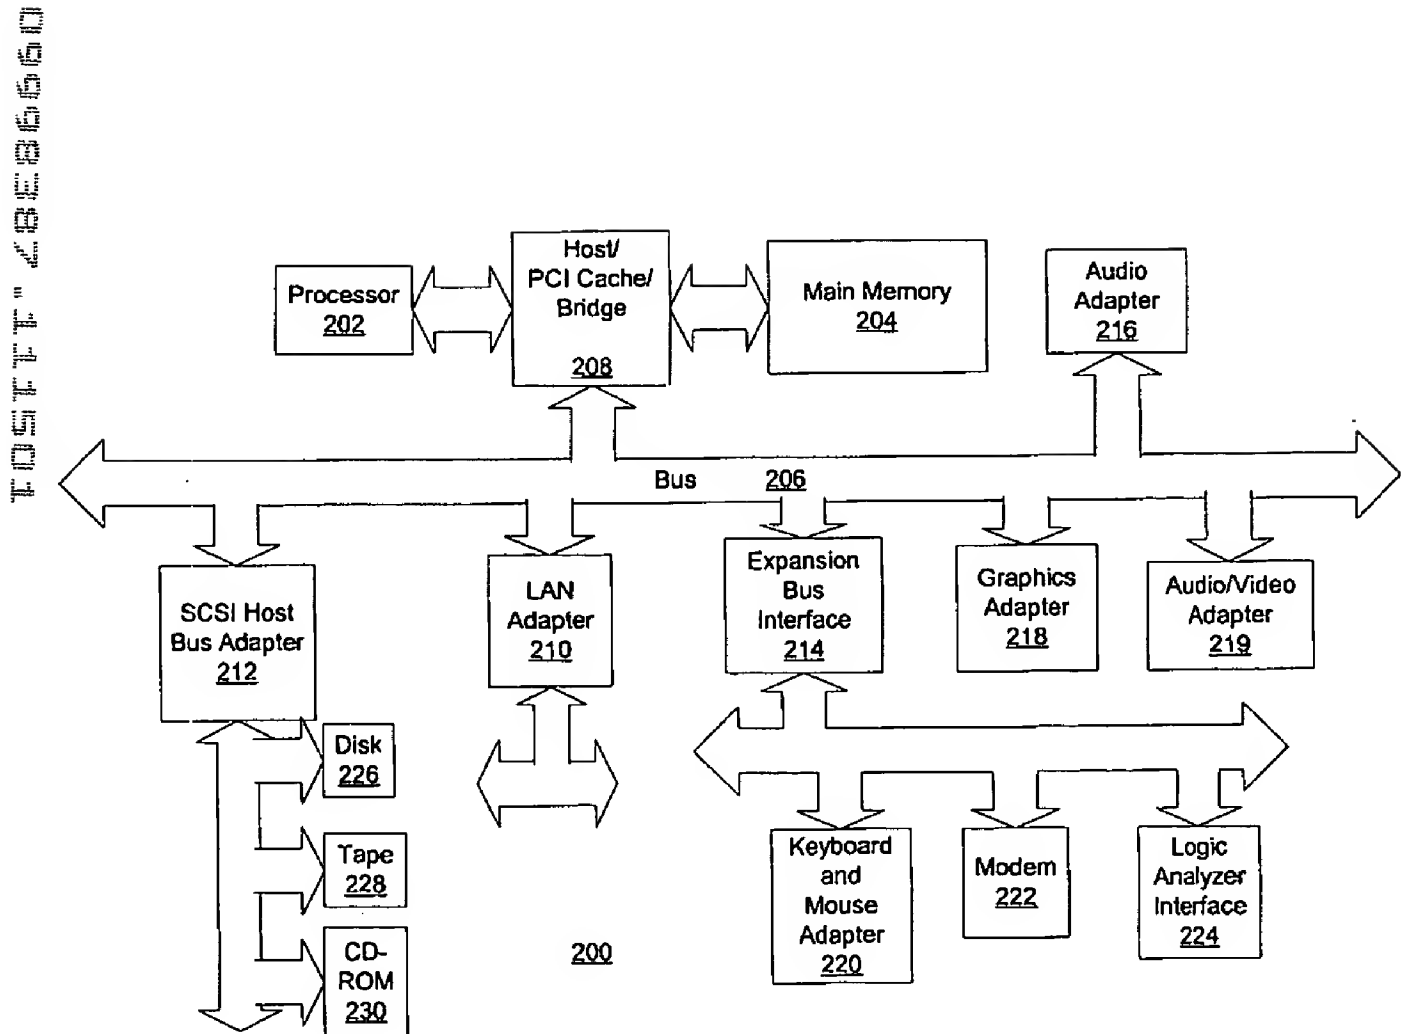 Host/
PCI Cache/
Bridge
208
Processor
202
Main Memory
204
Audio
Adapter
216
Bus 206
SCSI Host
Bus Adapter
212
LAN
Adapter
210
Expansion
Bus
Interface
214
Graphics
Adapter
218
Audio/Video
Adapter
219
Disk
226
Tape
228
CD-
ROM
230
Keyboard
and
Mouse
Adapter
220
Modem
222
Logic
Analyzer
Interface
224
200